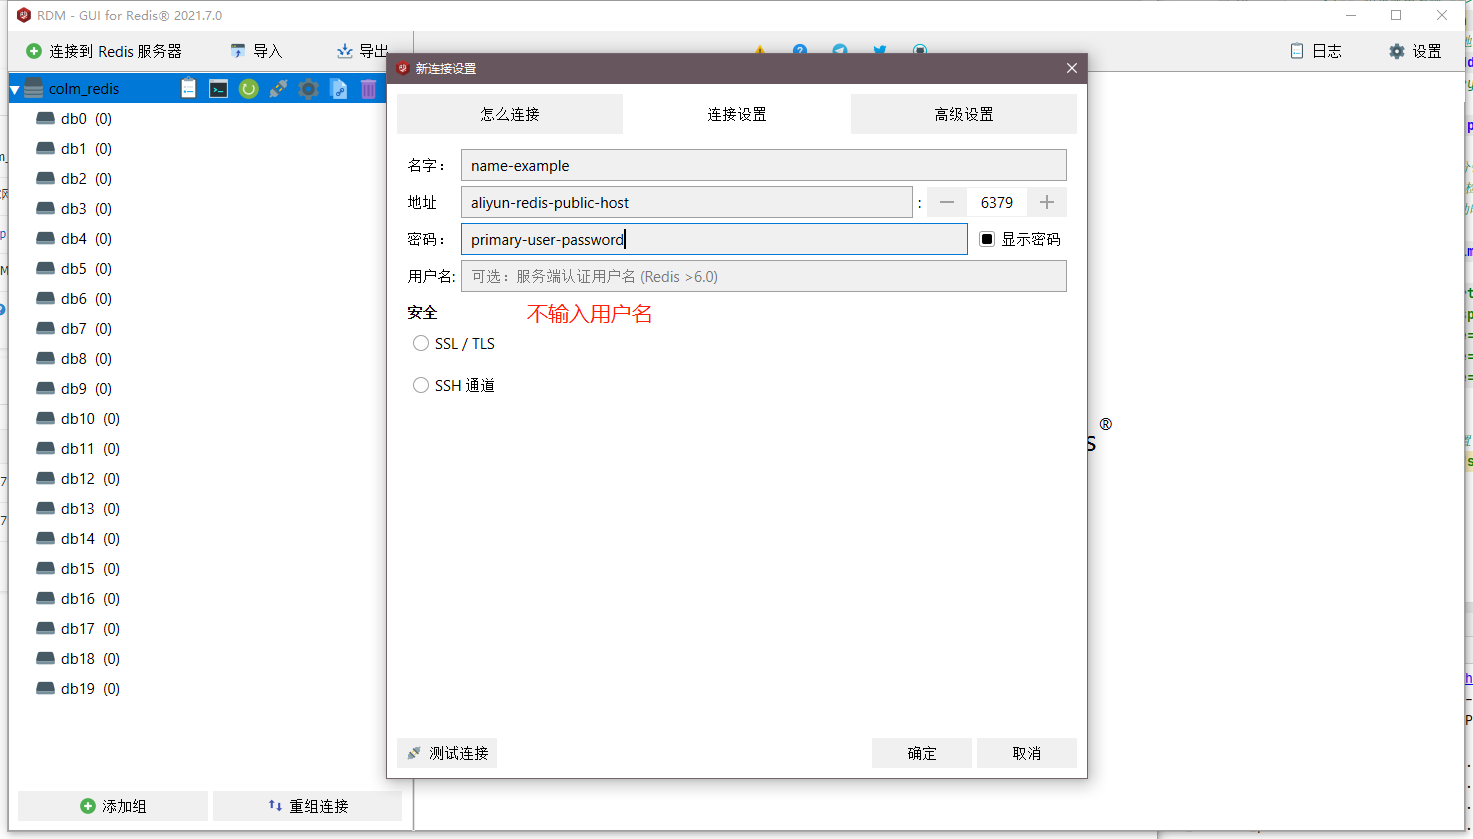 RDM - GUI for Redis® 2021.7.0
连接到 Redis 服务器
导入
导出
日志
设置
colm_redis
db0 (0)
db1 (0)
db2 (0)
db3 (0)
db4 (0)
db5 (0)
db6 (0)
db7 (0)
db8 (0)
db9 (0)
db10 (0)
db11 (0)
db12 (0)
db13 (0)
db14 (0)
db15 (0)
db16 (0)
db17 (0)
db18 (0)
db19 (0)
添加组
重组连接
新连接设置
怎么连接
连接设置
高级设置
名字：
name-example
地址
aliyun-redis-public-host
:
6379
密码：
primary-user-password
显示密码
用户名:
可选：服务端认证用户名 (Redis >6.0)
安全
不输入用户名
SSL / TLS
SSH 通道
测试连接
确定
取消
s®